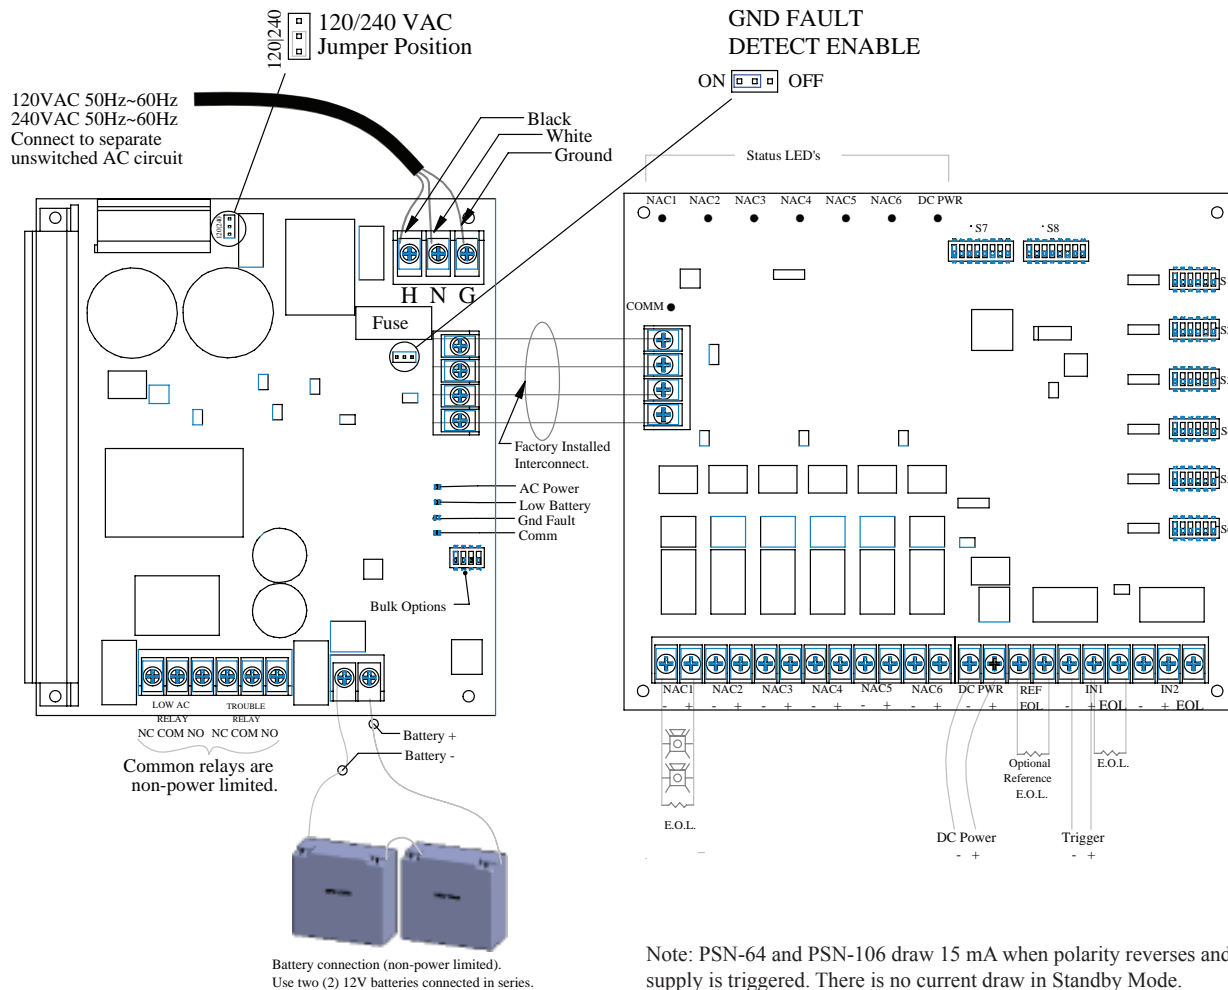 120|240
120/240 VAC
Jumper Position
GND FAULT
DETECT ENABLE
ON OFF
120VAC 50Hz~60Hz
240VAC 50Hz~60Hz
Connect to separate
unswitched AC circuit
Black
White
Ground
Status LED's
NAC1 NAC2 NAC3 NAC4 NAC5 NAC6 DC PWR
S7 S8
120|240
H N G
Fuse
COMM
Factory Installed
Interconnect.
AC Power
Low Battery
Gnd Fault
Comm
Bulk Options
LOW AC
RELAY
NC COM NO
TROUBLE
RELAY
NC COM NO
Common relays are
non-power limited.
Battery +
Battery -
NAC1 NAC2 NAC3 NAC4 NAC5 NAC6 DC PWR REF IN1 IN2
- + - + - + - + - + - + - + EOL - + EOL - + EOL
E.O.L.
Optional
Reference
E.O.L.
E.O.L.
DC Power
- +
Trigger
- +
Battery connection (non-power limited).
Use two (2) 12V batteries connected in series.
Note: PSN-64 and PSN-106 draw 15 mA when polarity reverses and
supply is triggered. There is no current draw in Standby Mode.